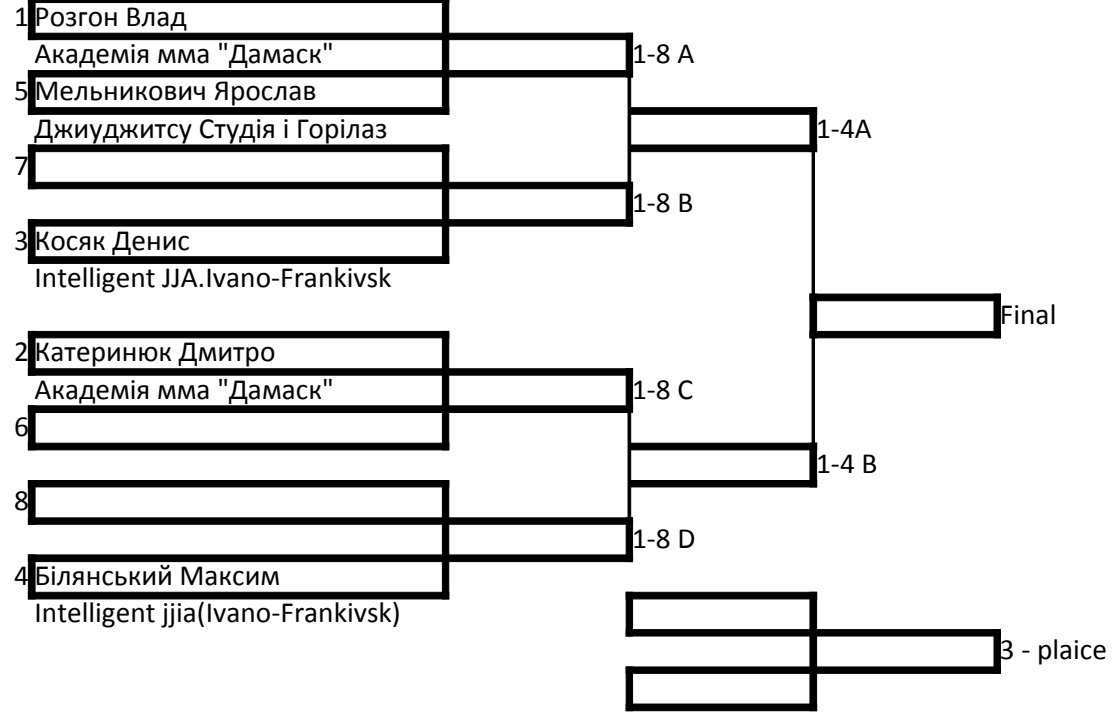 1 Розгон Влад
Академія мма "Дамаск"
1-8 A
5 Мельникович Ярослав
Джиуджитсу Студія і Горілаз
1-4A
7
1-8 B
3 Косяк Денис
Intelligent JJA.Ivano-Frankivsk
Final
2 Катеринюк Дмитро
Академія мма "Дамаск"
1-8 C
6
1-4 B
8
1-8 D
4 Білянський Максим
Intelligent jjia(Ivano-Frankivsk)
3 - plaice